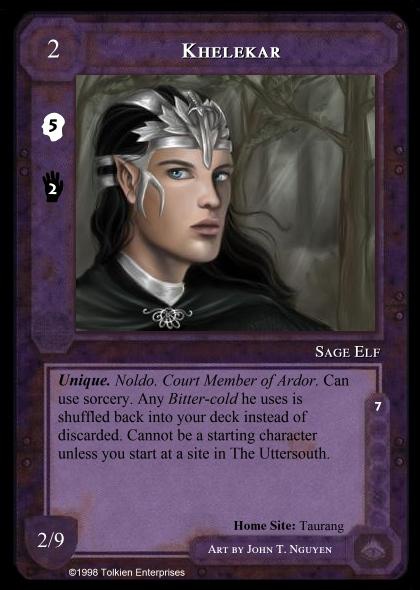 2
KHELEKAR
5
2
SAGE ELF
Unique. Noldo. Court Member of Ardor. Can
use sorcery. Any Bitter-cold he uses is
shuffled back into your deck instead of
discarded. Cannot be a starting character
unless you start at a site in The Uttersouth.
7
Home Site: Taurang
2/9
ART BY JOHN T. NGUYEN
©1998 Tolkien Enterprises